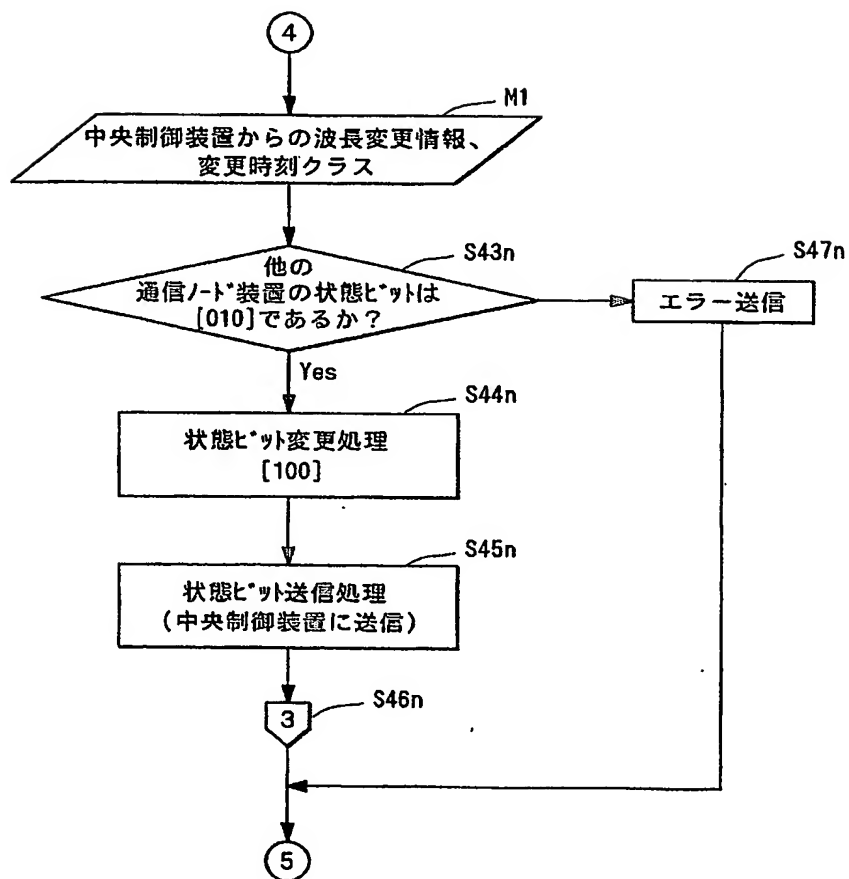 4
M1
中央制御装置からの波長変更情報、
変更時刻クラス
S43n
他の
通信ノード装置の状態ビットは
[010]であるか?
S47n
エラー送信
Yes
S44n
状態ビット変更処理
[100]
S45n
状態ビット送信処理
(中央制御装置に送信)
3
S46n
5